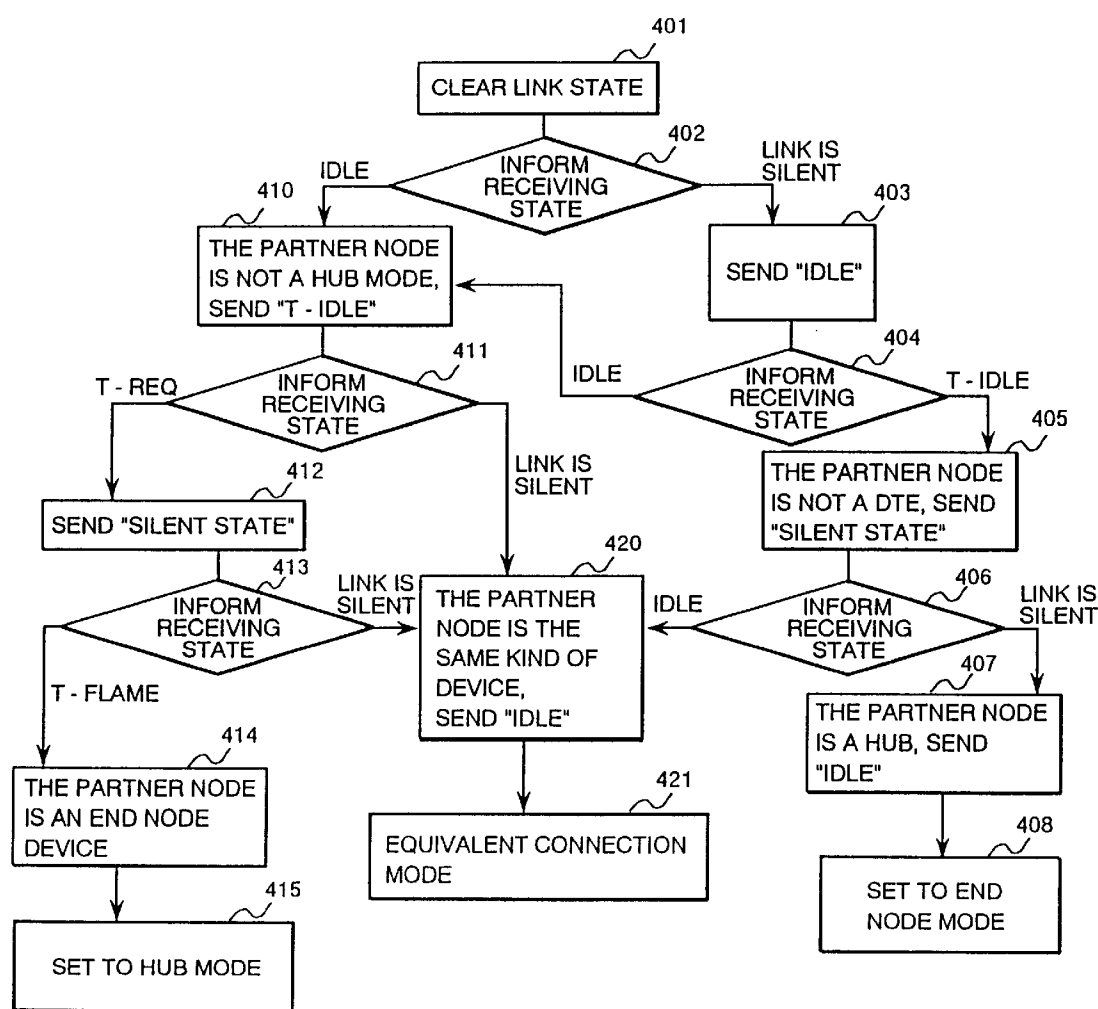 401
CLEAR LINK STATE
402
INFORM
RECEIVING
STATE
IDLE
LINK IS
SILENT
410
THE PARTNER NODE
IS NOT A HUB MODE,
SEND "T - IDLE"
403
SEND "IDLE"
411
INFORM
RECEIVING
STATE
T - REQ
LINK IS
SILENT
404
INFORM
RECEIVING
STATE
IDLE
T - IDLE
405
THE PARTNER NODE
IS NOT A DTE, SEND
"SILENT STATE"
412
SEND "SILENT STATE"
413
INFORM
RECEIVING
STATE
LINK IS
SILENT
T - FLAME
420
THE PARTNER
NODE IS THE
SAME KIND OF
DEVICE,
SEND "IDLE"
406
INFORM
RECEIVING
STATE
IDLE
LINK IS
SILENT
407
THE PARTNER NODE
IS A HUB, SEND
"IDLE"
414
THE PARTNER NODE
IS AN END NODE
DEVICE
421
EQUIVALENT CONNECTION
MODE
408
SET TO END
NODE MODE
415
SET TO HUB MODE